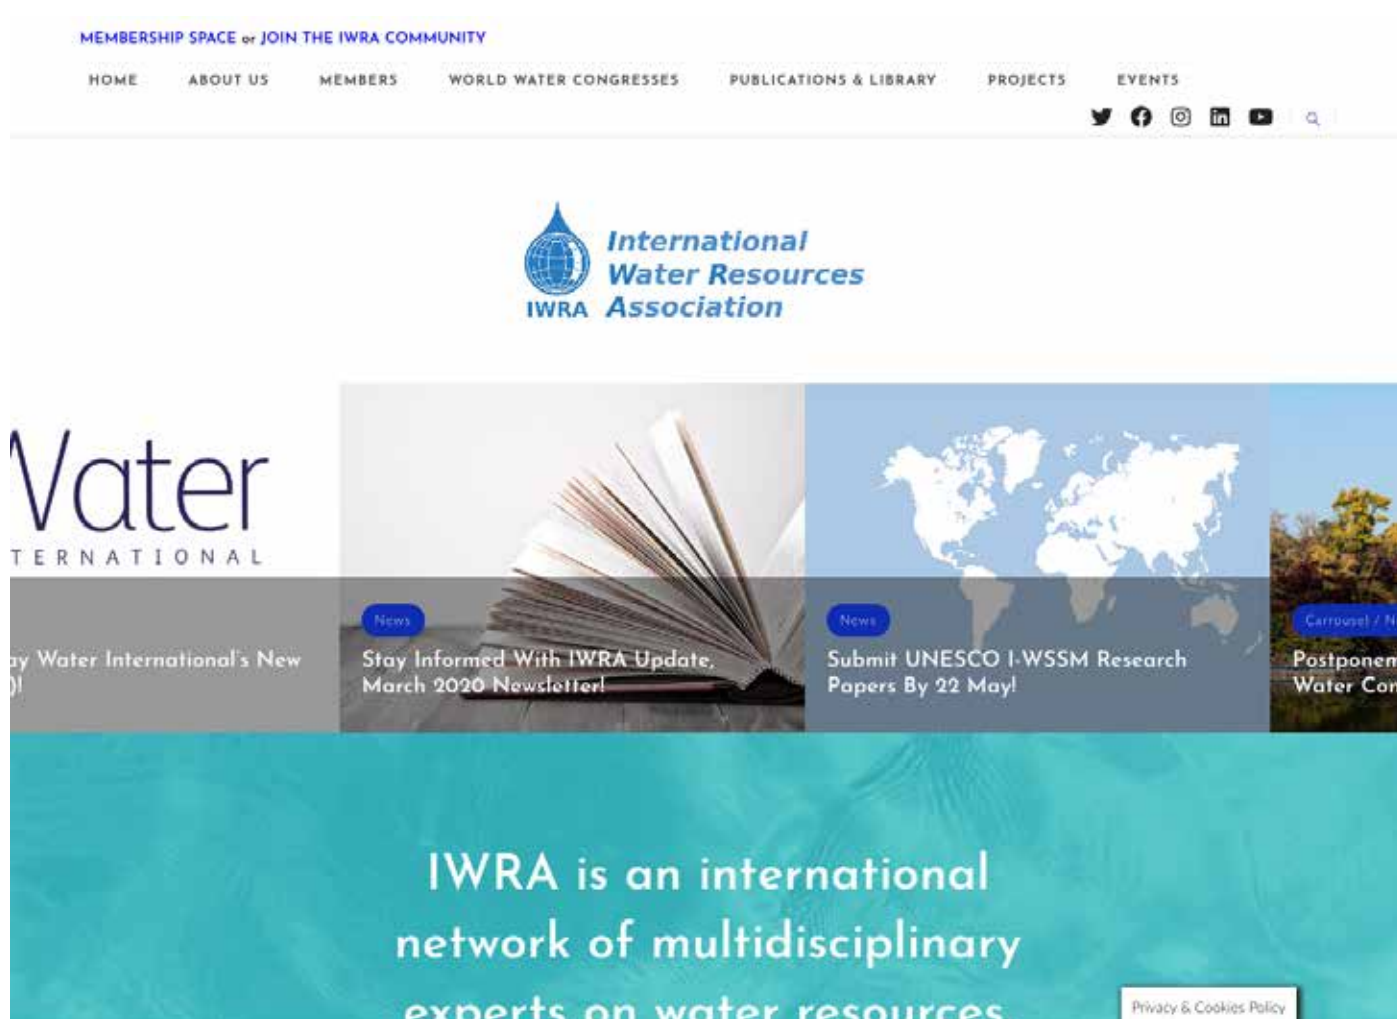 MEMBERSHIP SPACE or JOIN THE IWRA COMMUNITY
HOME ABOUT US MEMBERS WORLD WATER CONGRESSES PUBLICATIONS & LIBRARY PROJECTS EVENTS
International
Water Resources
IWRA Association
Water
TERNATIONAL
Water International's New
News
Stay Informed With IWRA Update,
March 2020 Newsletter!
News
Submit UNESCO I-WSSM Research
Papers By 22 May!
Carrousel / N
Postponem
Water Con
IWRA is an international
network of multidisciplinary
experts on water resources
Privacy & Cookies Policy